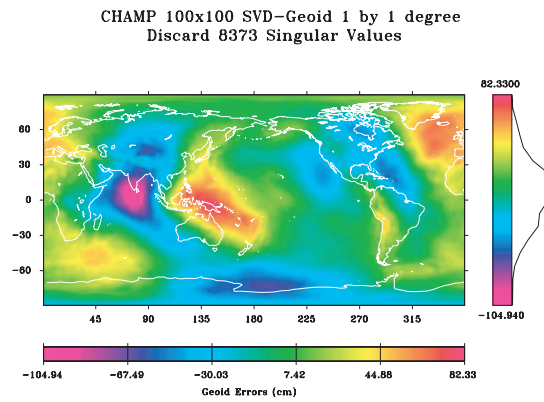 CHAMP 100x100 SVD-Geoid 1 by 1 degree
Discard 8373 Singular Values
82.3300
60
30
0
-30
-60
-104.940
45 90 135 180 225 270 315
-104.94 -67.49 -30.03 7.42 44.88 82.33
Geoid Errors (cm)